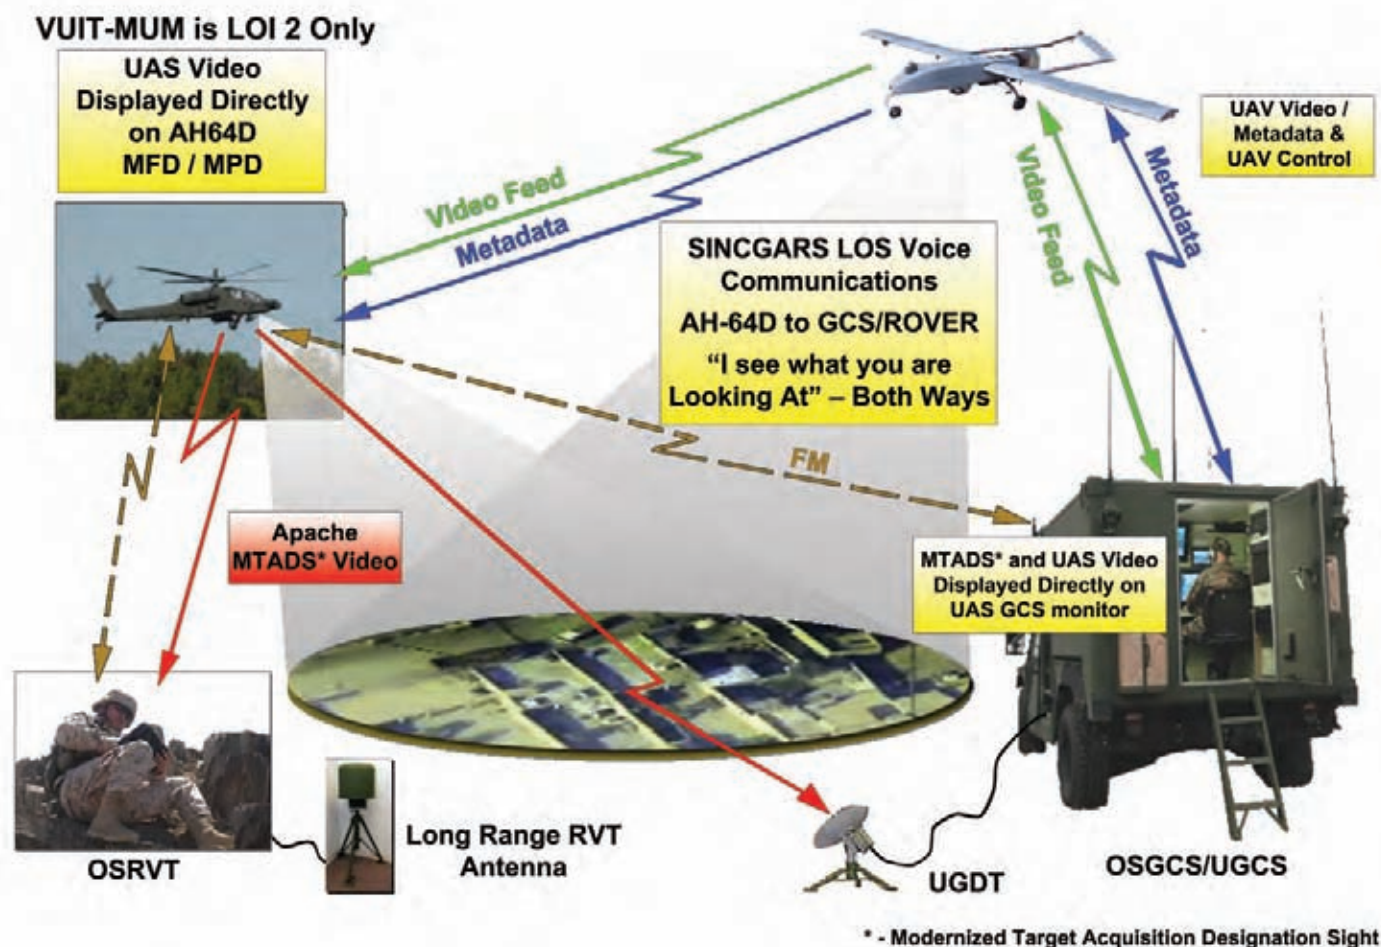 VUIT-MUM is LOI 2 Only
UAS Video
Displayed Directly
on AH64D
MFD / MPD
UAV Video /
Metadata &
UAV Control
Video Feed
Metadata
Video Feed
Metadata
SINCGARS LOS Voice
Communications
AH-64D to GCS/ROVER
“I see what you are
Looking At” – Both Ways
FM
Apache
MTADS* Video
MTADS* and UAS Video
Displayed Directly on
UAS GCS monitor
OSRVT
Long Range RVT
Antenna
UGDT
OSGCS/UGCS
* - Modernized Target Acquisition Designation Sight